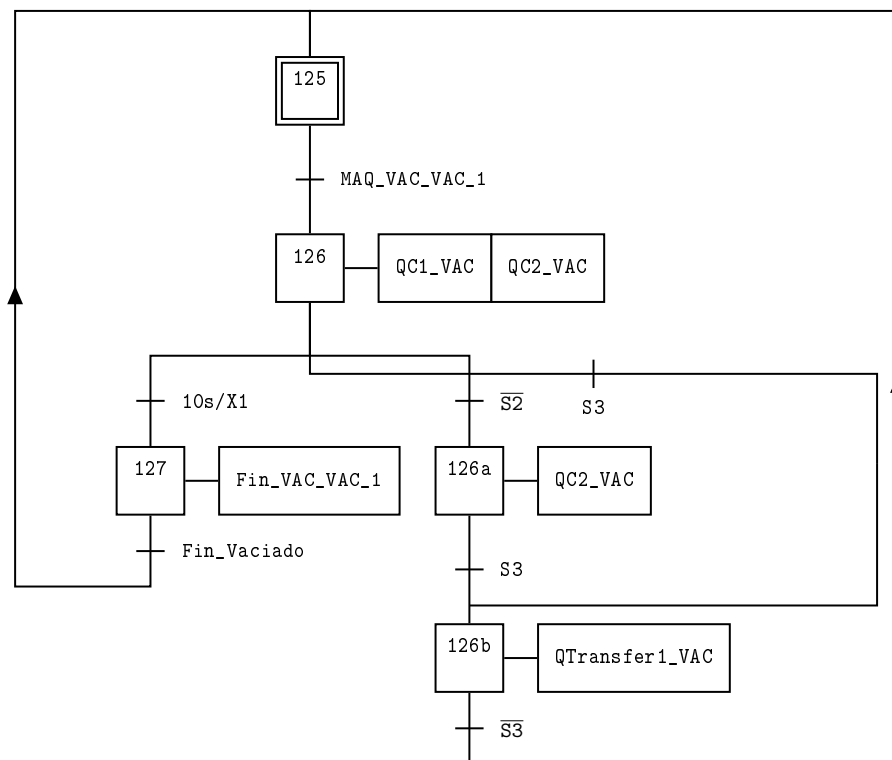 125
MAQ_VAC_VAC_1
126
QC1_VAC
QC2_VAC
10s/X1
S2
S3
127
Fin_VAC_VAC_1
126a
QC2_VAC
Fin_Vaciado
S3
126b
QTransfer1_VAC
S3